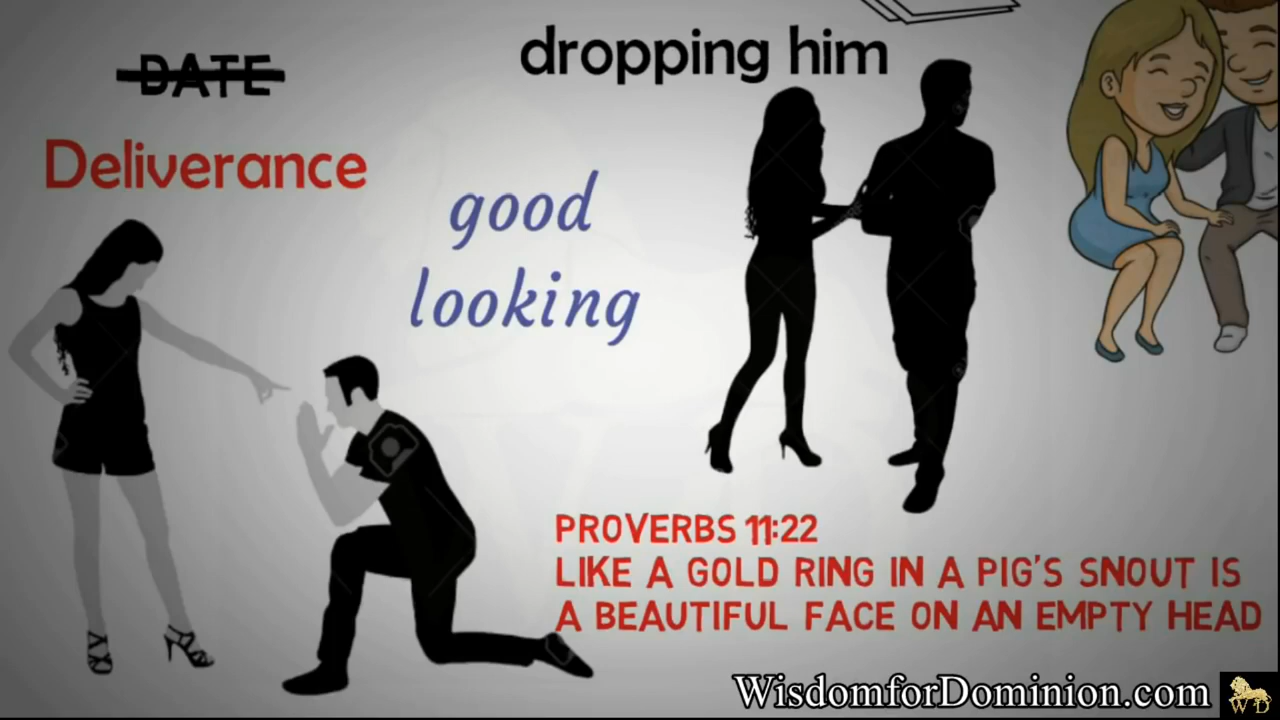 DATE
Deliverance
good
looking
dropping him
PROVERBS 11:22
LIKE A GOLD RING IN A PIG'S SNOUT IS
A BEAUTIFUL FACE ON AN EMPTY HEAD
WisdomforDominion.com
WD